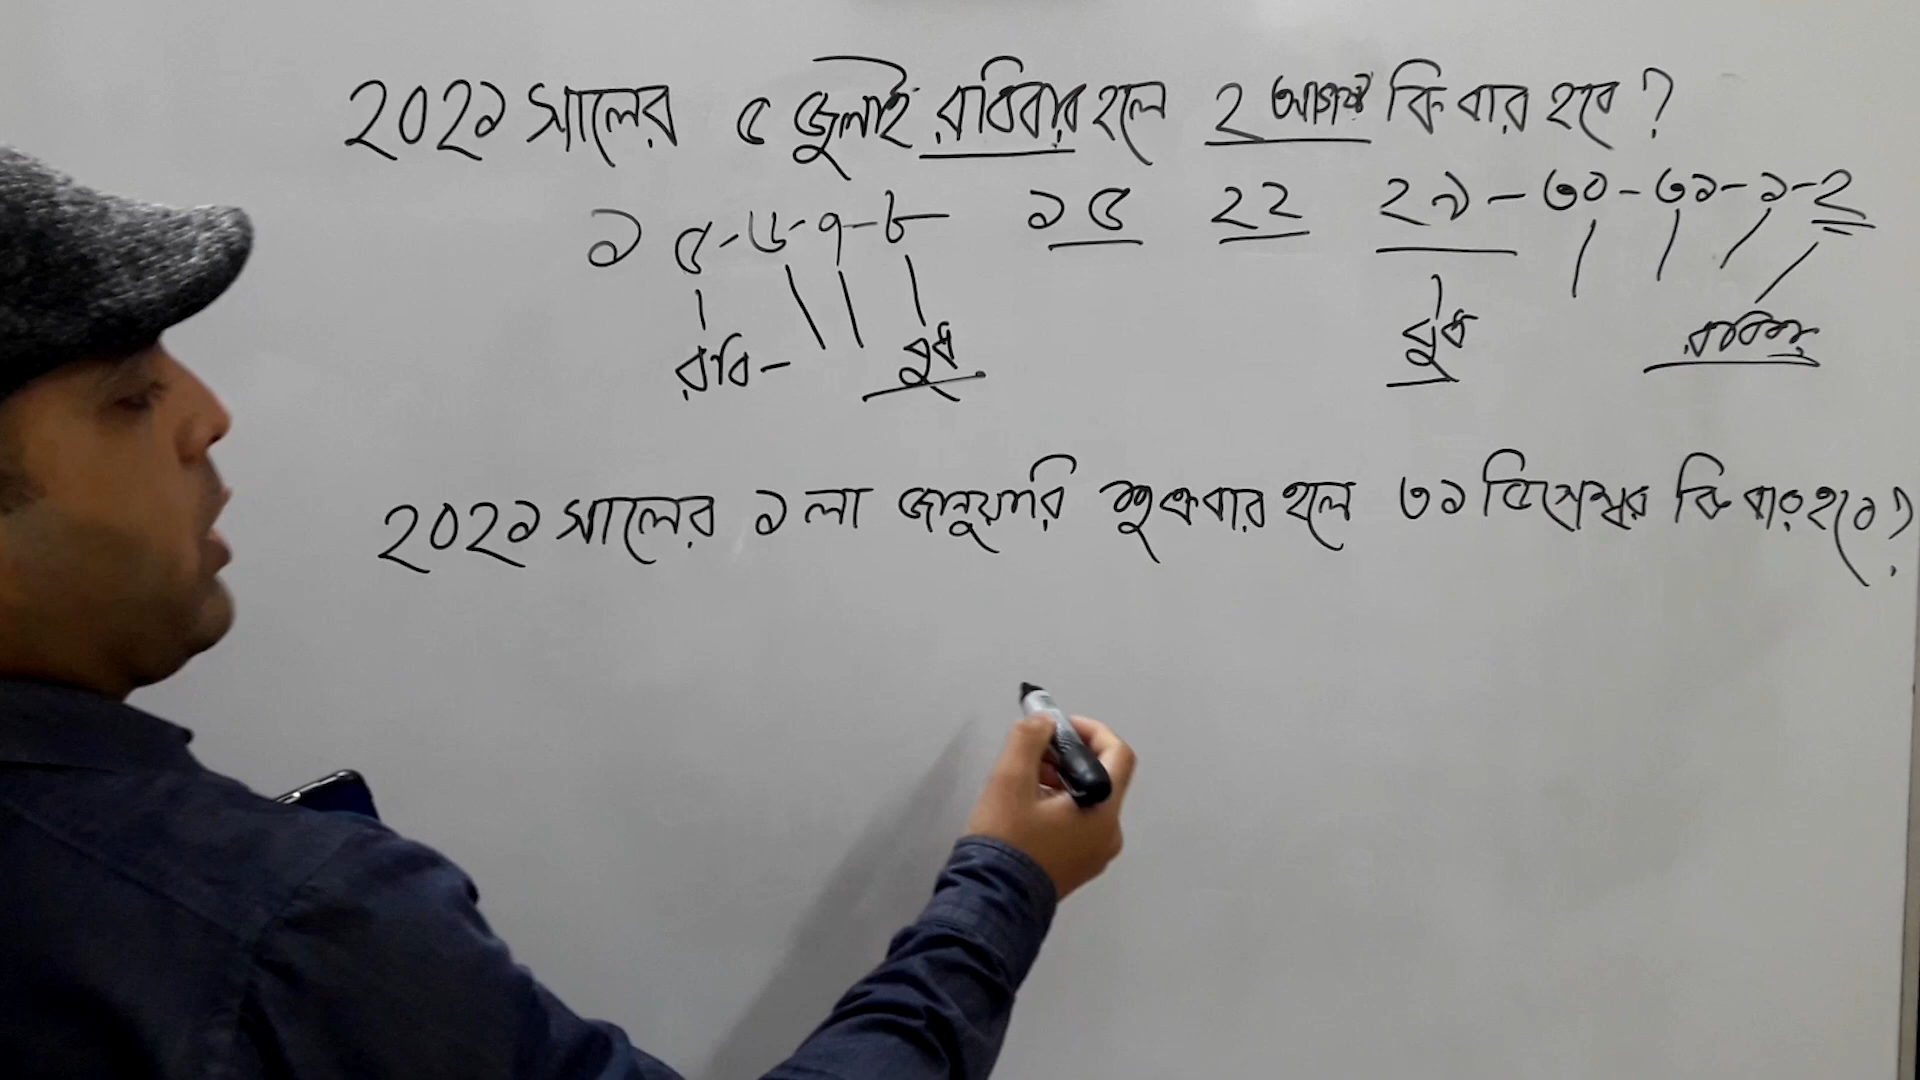 ২০২১ সালের ৫ জুলাই রবিবার হলে ২ আগষ্ট কি বার হবে?
১ ৫-৬-৭-৮— ১৫ ২২ ২৯-৩০-৩১-১-২
রবি- বুধ বুধ রবিবার
২০২১ সালের ১লা জানুয়ারি শুক্রবার হলে ৩১ ডিসেম্বর কি বার হবে?